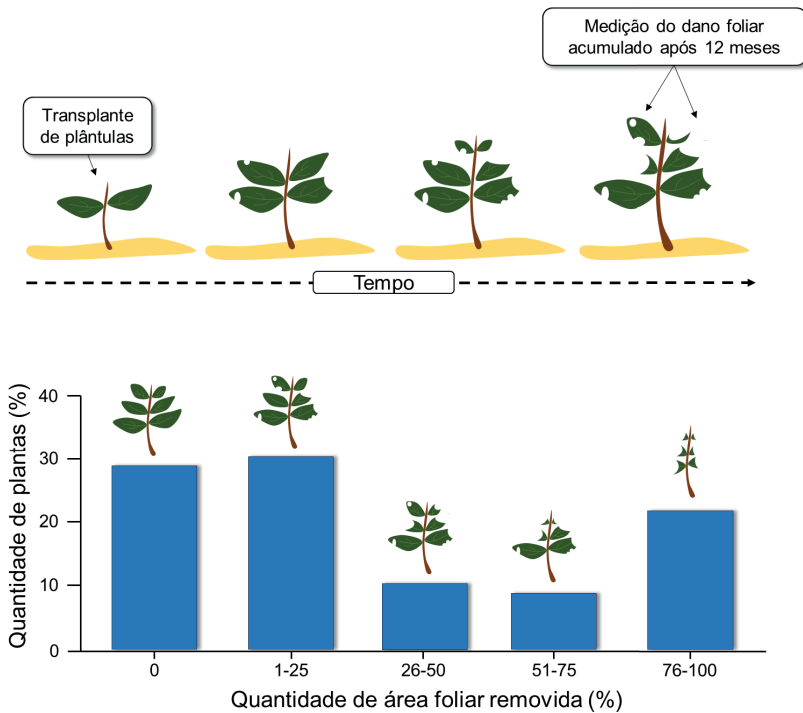 Medição do dano foliar
acumulado após 12 meses
Transplante
de plântulas
Tempo
Quantidade de plantas (%)
40
30
20
10
0
0
1-25
26-50
51-75
76-100
Quantidade de área foliar removida (%)